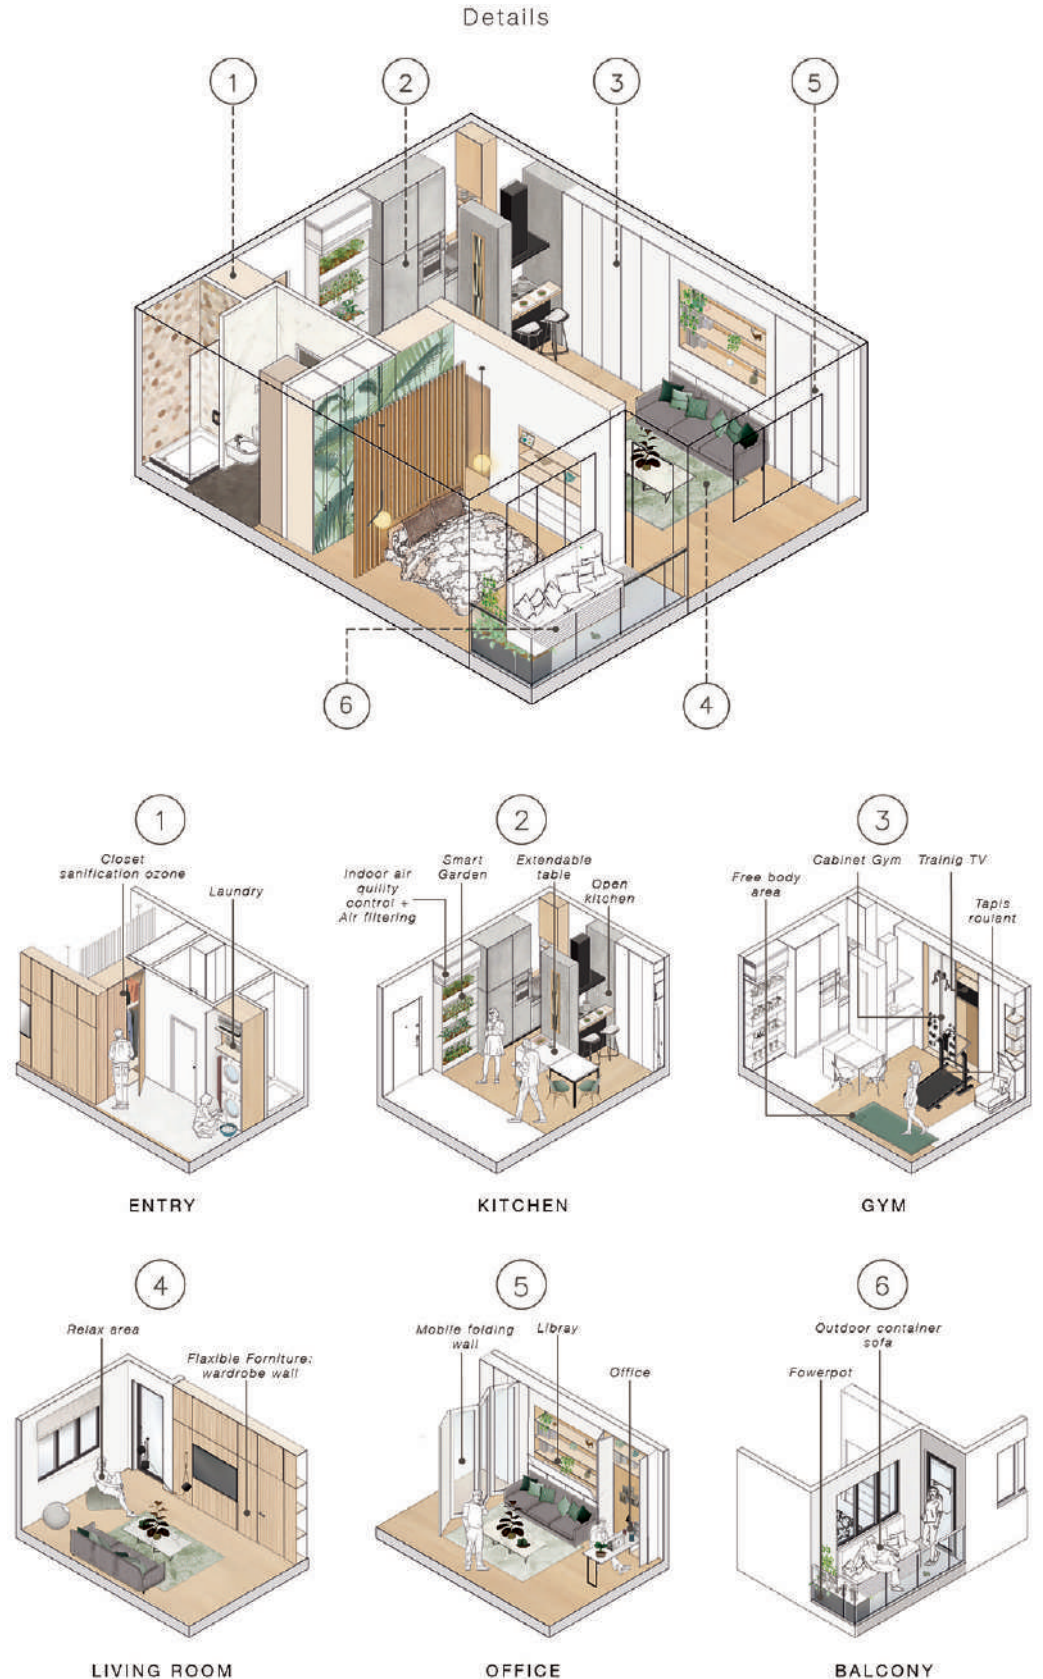 Details
1
2
3
5
6
4
1
Closet
sanification ozone
Laundry
ENTRY
2
Indoor air
quility
control +
Air filtering
Smart
Garden
Extendable
table
Open
kitchen
KITCHEN
3
Free body
area
Cabinet Gym
Trainig TV
Tapis
roulant
GYM
4
Relax area
Flaxible Forniture:
wardrobe wall
LIVING ROOM
5
Mobile folding
wall
Libray
Office
OFFICE
6
Outdoor container
sofa
Fowerpot
BALCONY